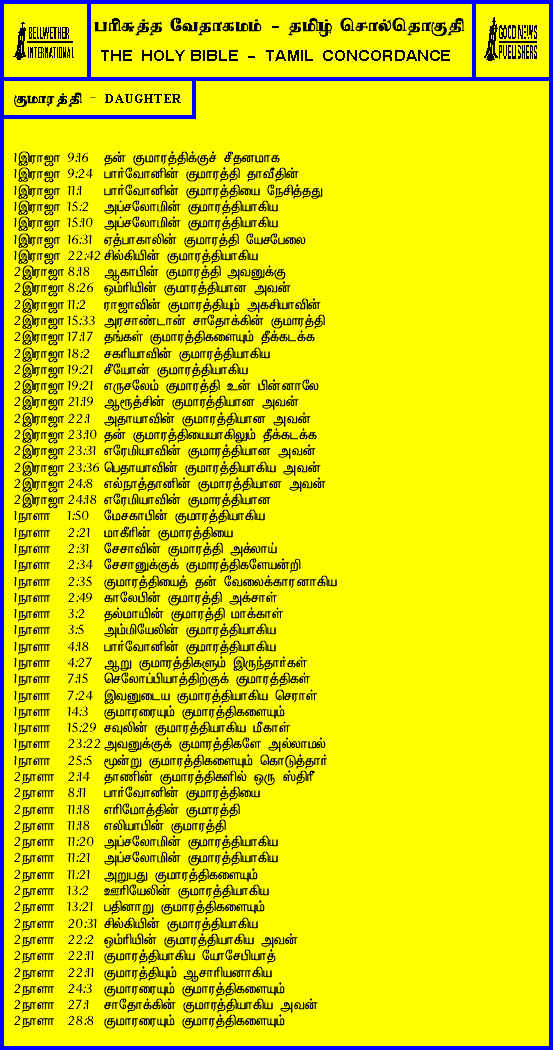 BELLWETHER
INTERNATIONAL
பரிசுத்த வேதாகமம் - தமிழ் சொல்தொகுதி
THE HOLY BIBLE - TAMIL CONCORDANCE
GOOD NEWS
PUBLISHERS
குமாரத்தி - DAUGHTER
1இராஜா 9:16 தன் குமாரத்திக்குச் சீதனமாக
1இராஜா 9:24 பார்வோனின் குமாரத்தி தாவீதின்
1இராஜா 11:1 பார்வோனின் குமாரத்தியை நேசித்தது
1இராஜா 15:2 அப்சலோமின் குமாரத்தியாகிய
1இராஜா 15:10 அப்சலோமின் குமாரத்தியாகிய
1இராஜா 16:31 ஏத்பாகாலின் குமாரத்தி யேசபேலை
1இராஜா 22:42 சில்கியின் குமாரத்தியாகிய
2இராஜா 8:18 ஆகாபின் குமாரத்தி அவனுக்கு
2இராஜா 8:26 ஒம்ரியின் குமாரத்தியான அவன்
2இராஜா 11:2 ராஜாவின் குமாரத்தியும் அகசியாவின்
2இராஜா 15:33 அரசாண்டான் சாதோக்கின் குமாரத்தி
2இராஜா 17:17 தங்கள் குமாரத்திகளையும் தீக்கடக்க
2இராஜா 18:2 சகரியாவின் குமாரத்தியாகிய
2இராஜா 19:21 சீயோன் குமாரத்தியாகிய
2இராஜா 19:21 எருசலேம் குமாரத்தி உன் பின்னாலே
2இராஜா 21:19 ஆரூத்சின் குமாரத்தியான அவன்
2இராஜா 22:1 அதாயாவின் குமாரத்தியான அவன்
2இராஜா 23:10 தன் குமாரத்தியையாகிலும் தீக்கடக்க
2இராஜா 23:31 எரேமியாவின் குமாரத்தியான அவன்
2இராஜா 23:36 பெதாயாவின் குமாரத்தியாகிய அவன்
2இராஜா 24:8 எல்நாத்தானின் குமாரத்தியான அவன்
2இராஜா 24:18 எரேமியாவின் குமாரத்தியான
1நாளா 1:50 மேசகாபின் குமாரத்தியாகிய
1நாளா 2:21 மாகீரின் குமாரத்தியை
1நாளா 2:31 சேசாவின் குமாரத்தி அக்லாய்
1நாளா 2:34 சேசானுக்குக் குமாரத்திகளேயன்றி
1நாளா 2:35 குமாரத்தியைத் தன் வேலைக்காரனாகிய
1நாளா 2:49 காலேபின் குமாரத்தி அக்சாள்
1நாளா 3:2 தல்மாயின் குமாரத்தி மாக்காள்
1நாளா 3:5 அம்மியேலின் குமாரத்தியாகிய
1நாளா 4:18 பார்வோனின் குமாரத்தியாகிய
1நாளா 4:27 ஆறு குமாரத்திகளும் இருந்தார்கள்
1நாளா 7:15 செலோப்பியாத்திற்குக் குமாரத்திகள்
1நாளா 7:24 இவனுடைய குமாரத்தியாகிய செராள்
1நாளா 14:3 குமாரரையும் குமாரத்திகளையும்
1நாளா 15:29 சவுலின் குமாரத்தியாகிய மீகாள்
1நாளா 23:22 அவனுக்குக் குமாரத்திகளே அல்லாமல்
1நாளா 25:5 மூன்று குமாரத்திகளையும் கொடுத்தார்
2நாளா 2:14 தாணின் குமாரத்திகளில் ஒரு ஸ்திரீ
2நாளா 8:11 பார்வோனின் குமாரத்தியை
2நாளா 11:18 எரிமோத்தின் குமாரத்தி
2நாளா 11:18 எலியாபின் குமாரத்தி
2நாளா 11:20 அப்சலோமின் குமாரத்தியாகிய
2நாளா 11:21 அப்சலோமின் குமாரத்தியாகிய
2நாளா 11:21 அறுபது குமாரத்திகளையும்
2நாளா 13:2 ஊரியேலின் குமாரத்தியாகிய
2நாளா 13:21 பதினாறு குமாரத்திகளையும்
2நாளா 20:31 சில்கியின் குமாரத்தியாகிய
2நாளா 22:2 ஒம்ரியின் குமாரத்தியாகிய அவன்
2நாளா 22:11 குமாரத்தியாகிய யோசேபியாத்
2நாளா 22:11 குமாரத்தியும் ஆசாரியனாகிய
2நாளா 24:3 குமாரரையும் குமாரத்திகளையும்
2நாளா 27:1 சாதோக்கின் குமாரத்தியாகிய அவன்
2நாளா 28:8 குமாரரையும் குமாரத்திகளையும்